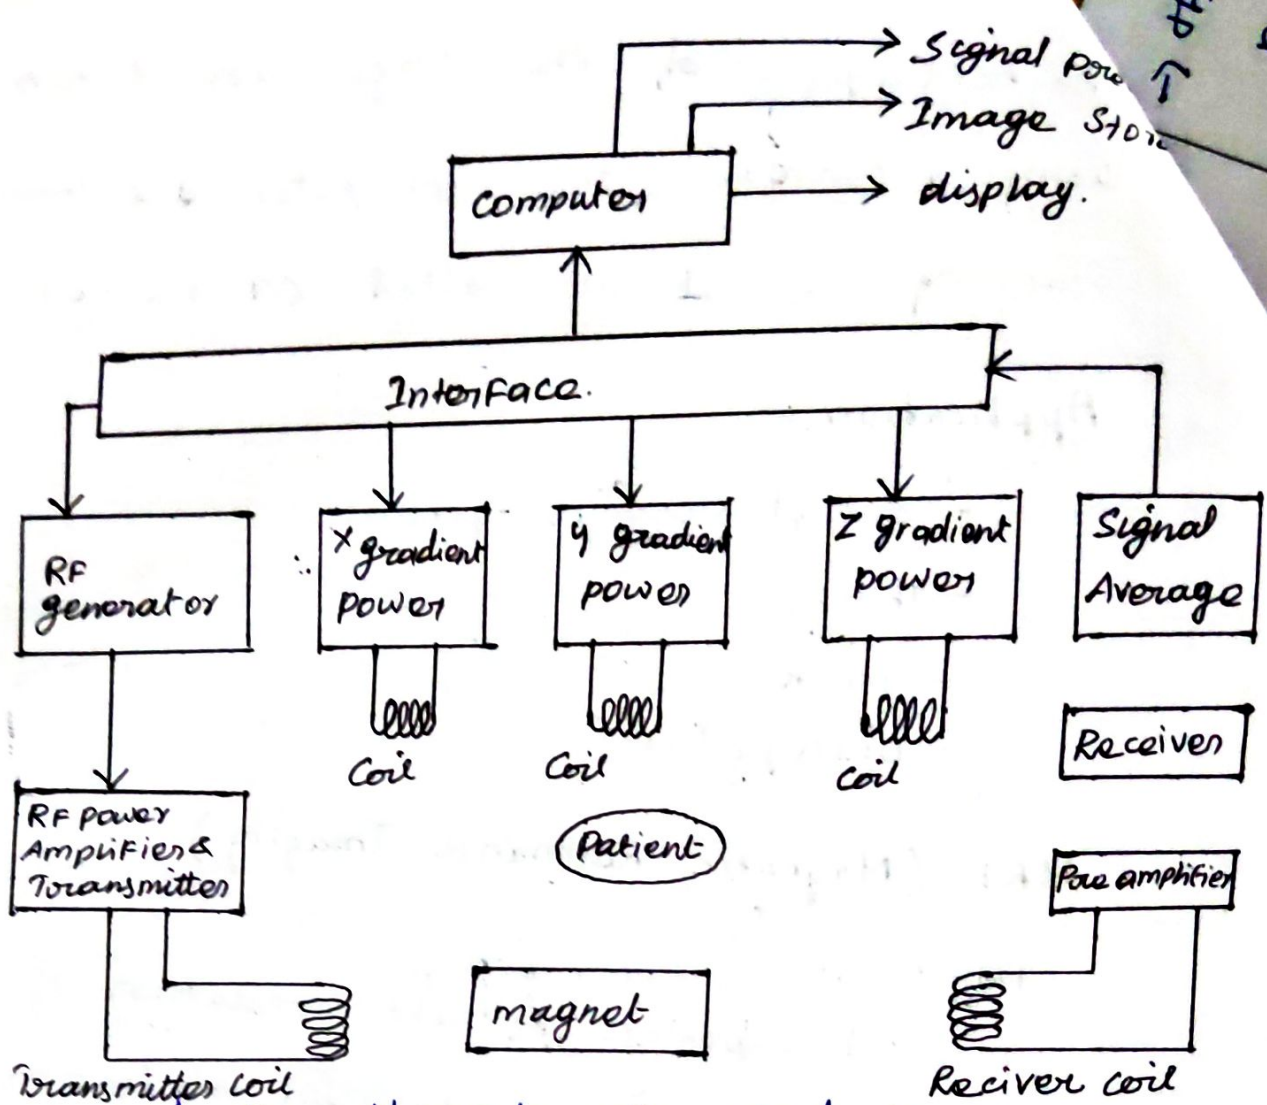 Signal
Image
display.
Computer
Interface.
RF
generator
X gradient
power
y gradient
power
Z gradient
power
Signal
Average
Coil
Coil
Coil
Receiver
RF power
Amplifier &
Transmitter
Patient
Pre amplifier
magnet
Transmitter coil
Reciver coil